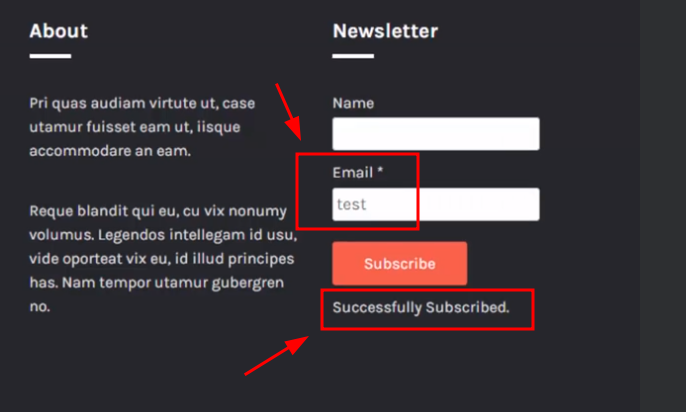 About
Pri quas audiam virtute ut, case
utamur fuisset eam ut, iisque
accommodare an eam.
Reque blandit qui eu, cu vix nonumy
volumus. Legendos intellegam id usu,
vide oporteat vix eu, id illud principes
has. Nam tempor utamur gubergren
no.
Newsletter
Name
Email *
test
Subscribe
Successfully Subscribed.